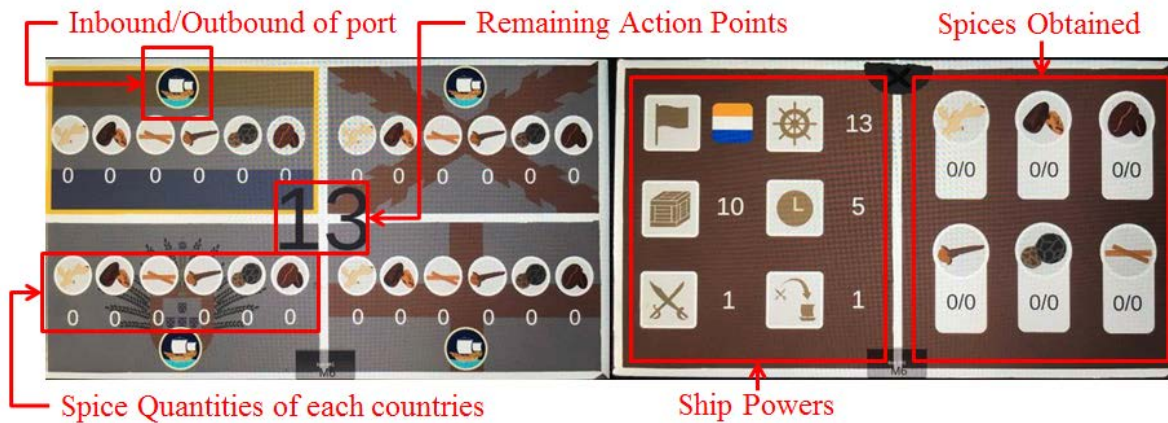 Inbound/Outbound of port
Remaining Action Points
Spices Obtained
0 0 0 0 0 0
0 0 0 0 0 0
13
0 0 0 0 0 0
0 0 0 0 0 0
M6
13
10 5
1 1
0/0 0/0 0/0
0/0 0/0 0/0
M6
Spice Quantities of each countries
Ship Powers